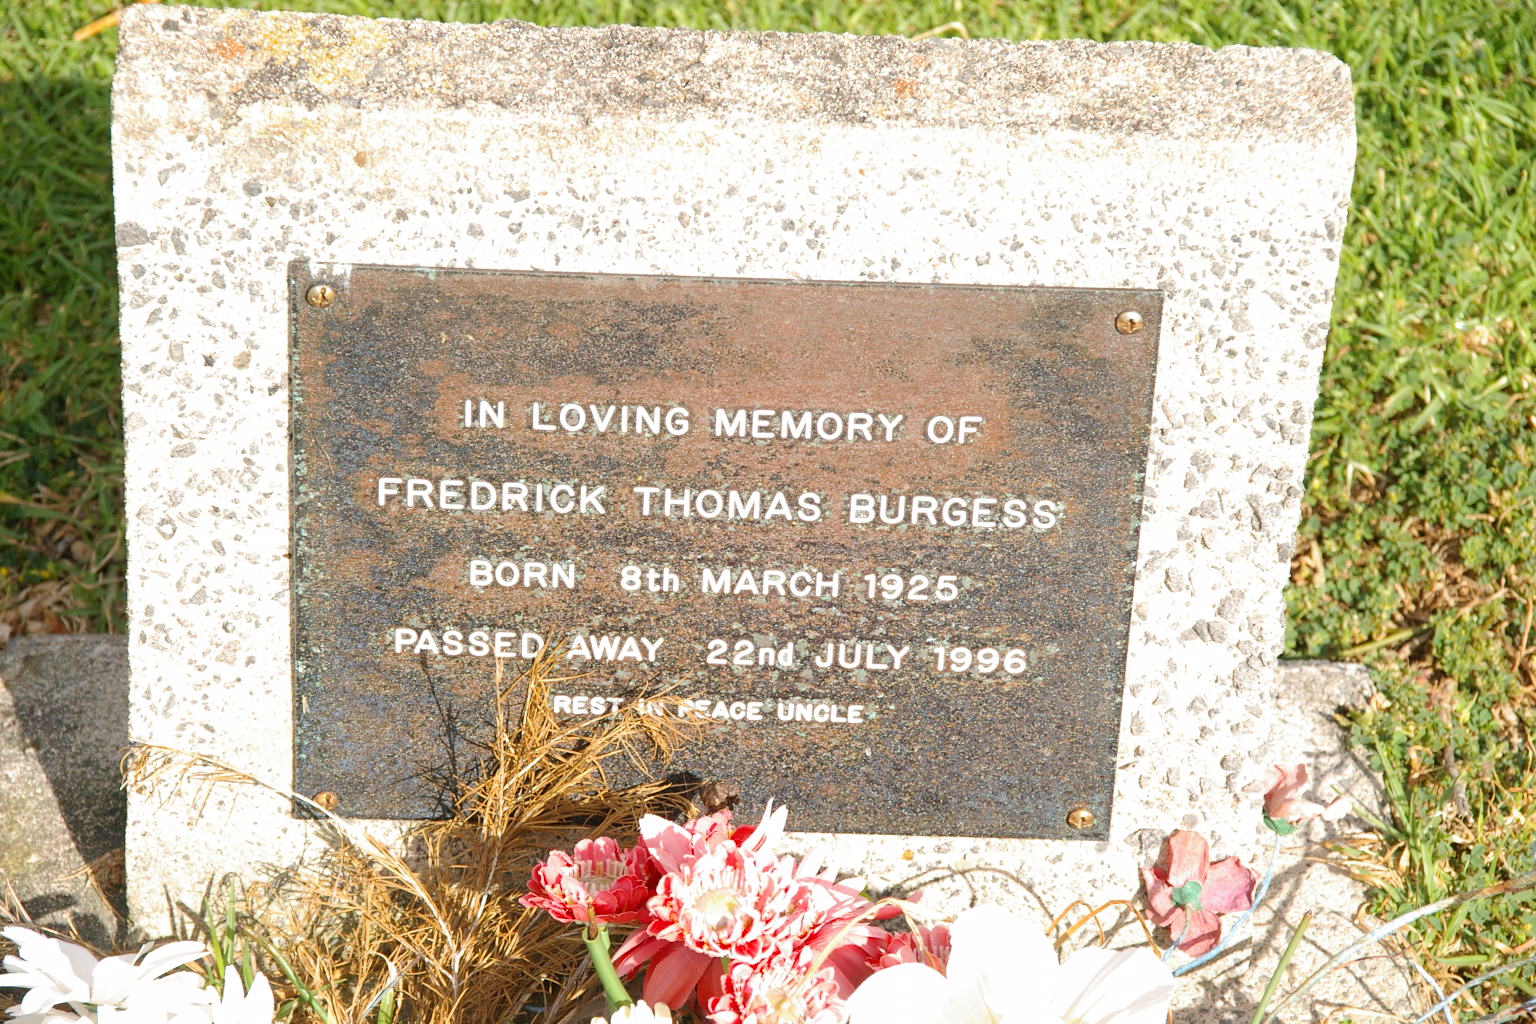 IN LOVING MEMORY OF
FREDRICK THOMAS BURGESS
BORN 8th MARCH 1925
PASSED AWAY 22nd JULY 1996
REST IN PEACE UNCLE